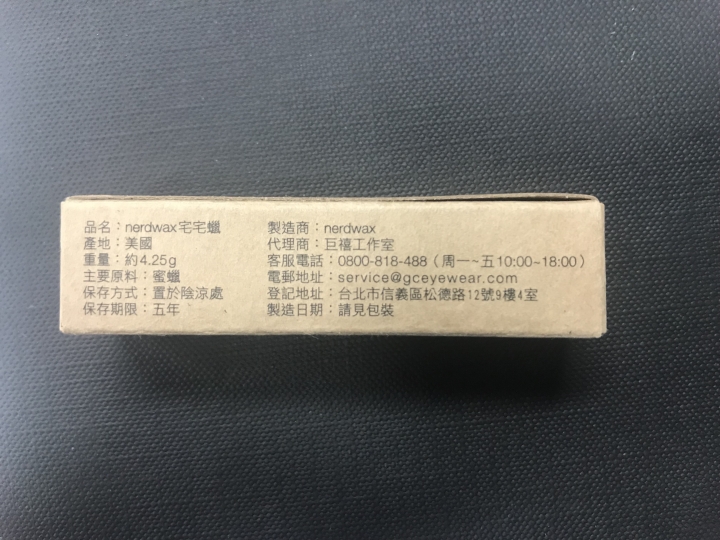 品名：nerdwax宅宅蠟
產地：美國
重量：約4.25g
主要原料：蜜蠟
保存方式：置於陰涼處
保存期限：五年
製造商：nerdwax
代理商：巨禧工作室
客服電話：0800-818-488（周一~五10:00~18:00）
電郵地址：service@gceyewear.com
登記地址：台北市信義區松德路12號9樓4室
製造日期：請見包裝